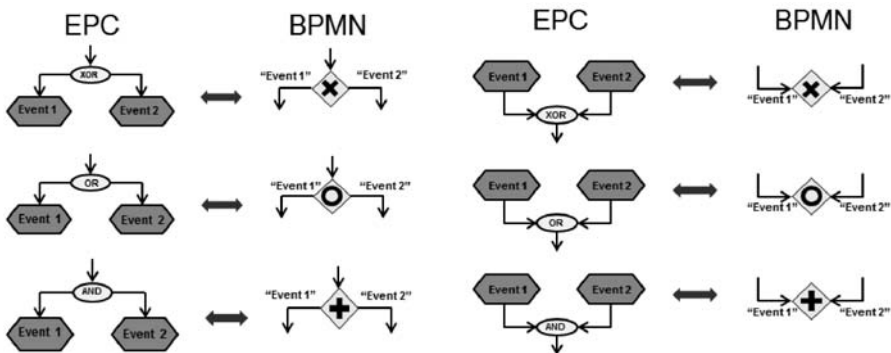 EPC BPMN EPC BPMN
XOR
"Event 1" "Event 2"
Event 1 Event 2
Event 1 Event 2
XOR
"Event 1" "Event 2"
OR
"Event 1" "Event 2"
Event 1 Event 2
Event 1 Event 2
OR
"Event 1" "Event 2"
AND
"Event 1" "Event 2"
Event 1 Event 2
Event 1 Event 2
AND
"Event 1" "Event 2"